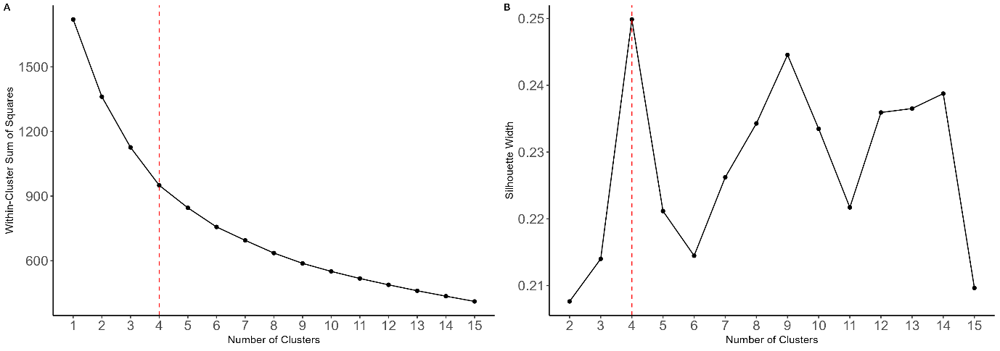 A
1500
1200
900
600
Within-Cluster Sum of Squares
1 2 3 4 5 6 7 8 9 10 11 12 13 14 15
Number of Clusters
B
0.25
0.24
0.23
0.22
0.21
Silhouette Width
2 3 4 5 6 7 8 9 10 11 12 13 14 15
Number of Clusters